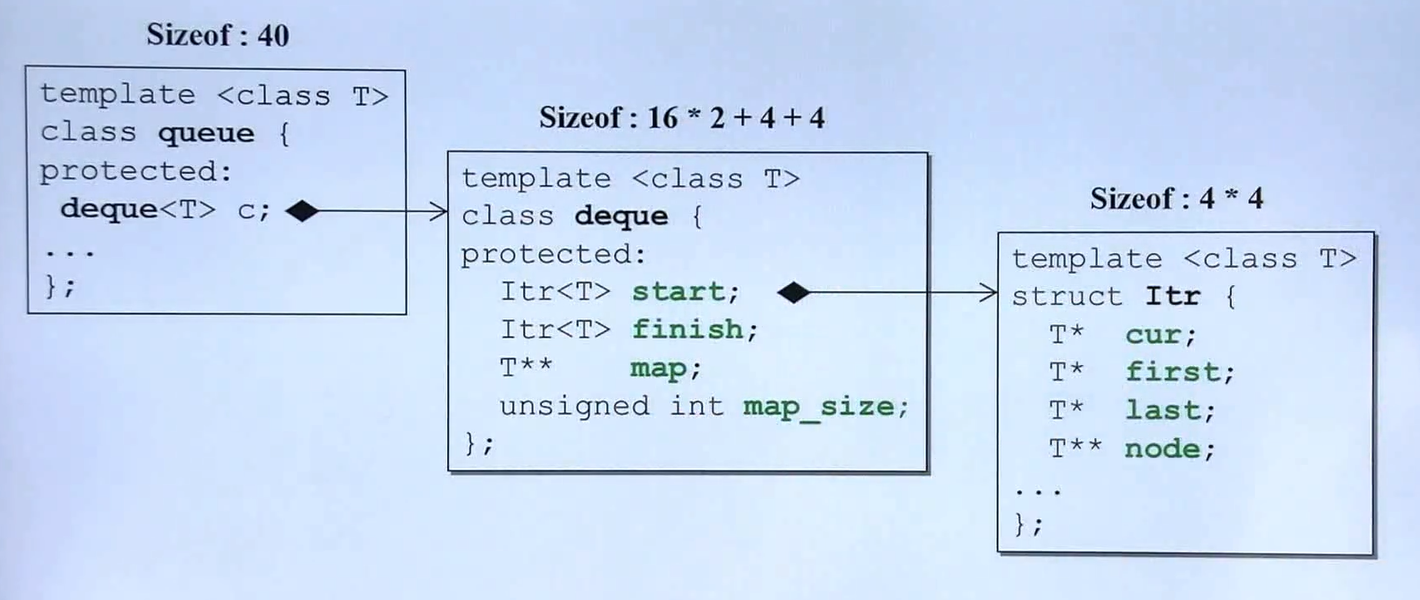 Sizeof : 40
template <class T>
class queue {
protected:
deque<T> c;
...
};
Sizeof : 16 * 2 + 4 + 4
template <class T>
class deque {
protected:
Itr<T> start;
Itr<T> finish;
T** map;
unsigned int map_size;
};
Sizeof : 4 * 4
template <class T>
struct Itr {
T* cur;
T* first;
T* last;
T** node;
...
};